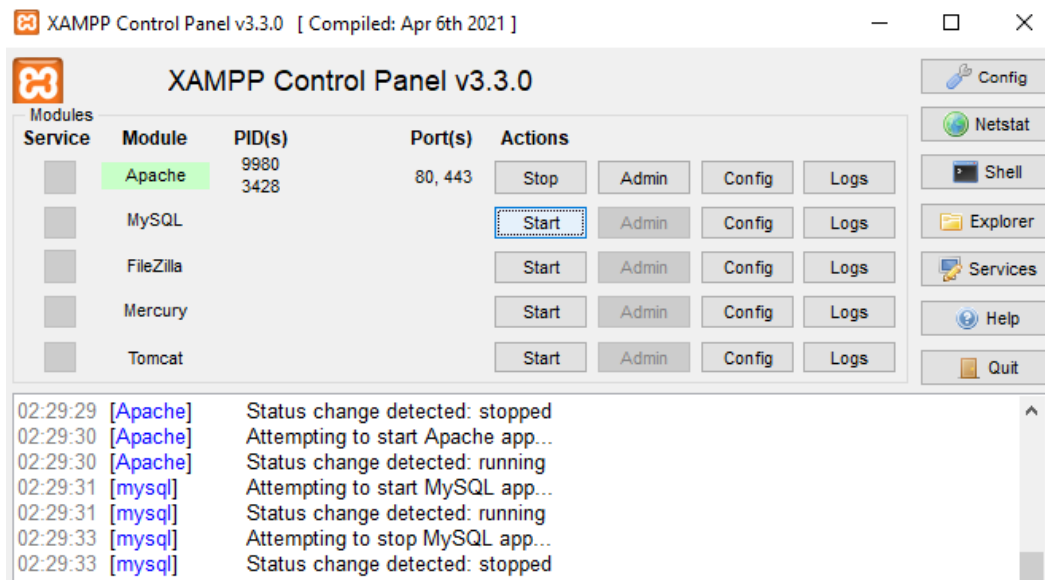 XAMPP Control Panel v3.3.0 [ Compiled: Apr 6th 2021 ]
XAMPP Control Panel v3.3.0
Config
Modules
Service Module PID(s) Port(s) Actions
Netstat
Apache 9980 3428 80, 443 Stop Admin Config Logs
Shell
MySQL Start Admin Config Logs
Explorer
FileZilla Start Admin Config Logs
Services
Mercury Start Admin Config Logs
Help
Tomcat Start Admin Config Logs
Quit
02:29:29 [Apache] Status change detected: stopped
02:29:30 [Apache] Attempting to start Apache app...
02:29:30 [Apache] Status change detected: running
02:29:31 [mysql] Attempting to start MySQL app...
02:29:31 [mysql] Status change detected: running
02:29:33 [mysql] Attempting to stop MySQL app...
02:29:33 [mysql] Status change detected: stopped